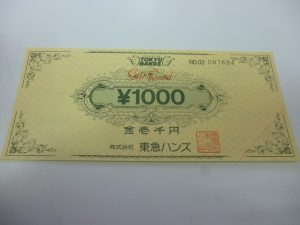 TOKYU
HANDS
Gift Card
NO.02-087684
¥1000
金壱千円
株式会社 東急ハンズ